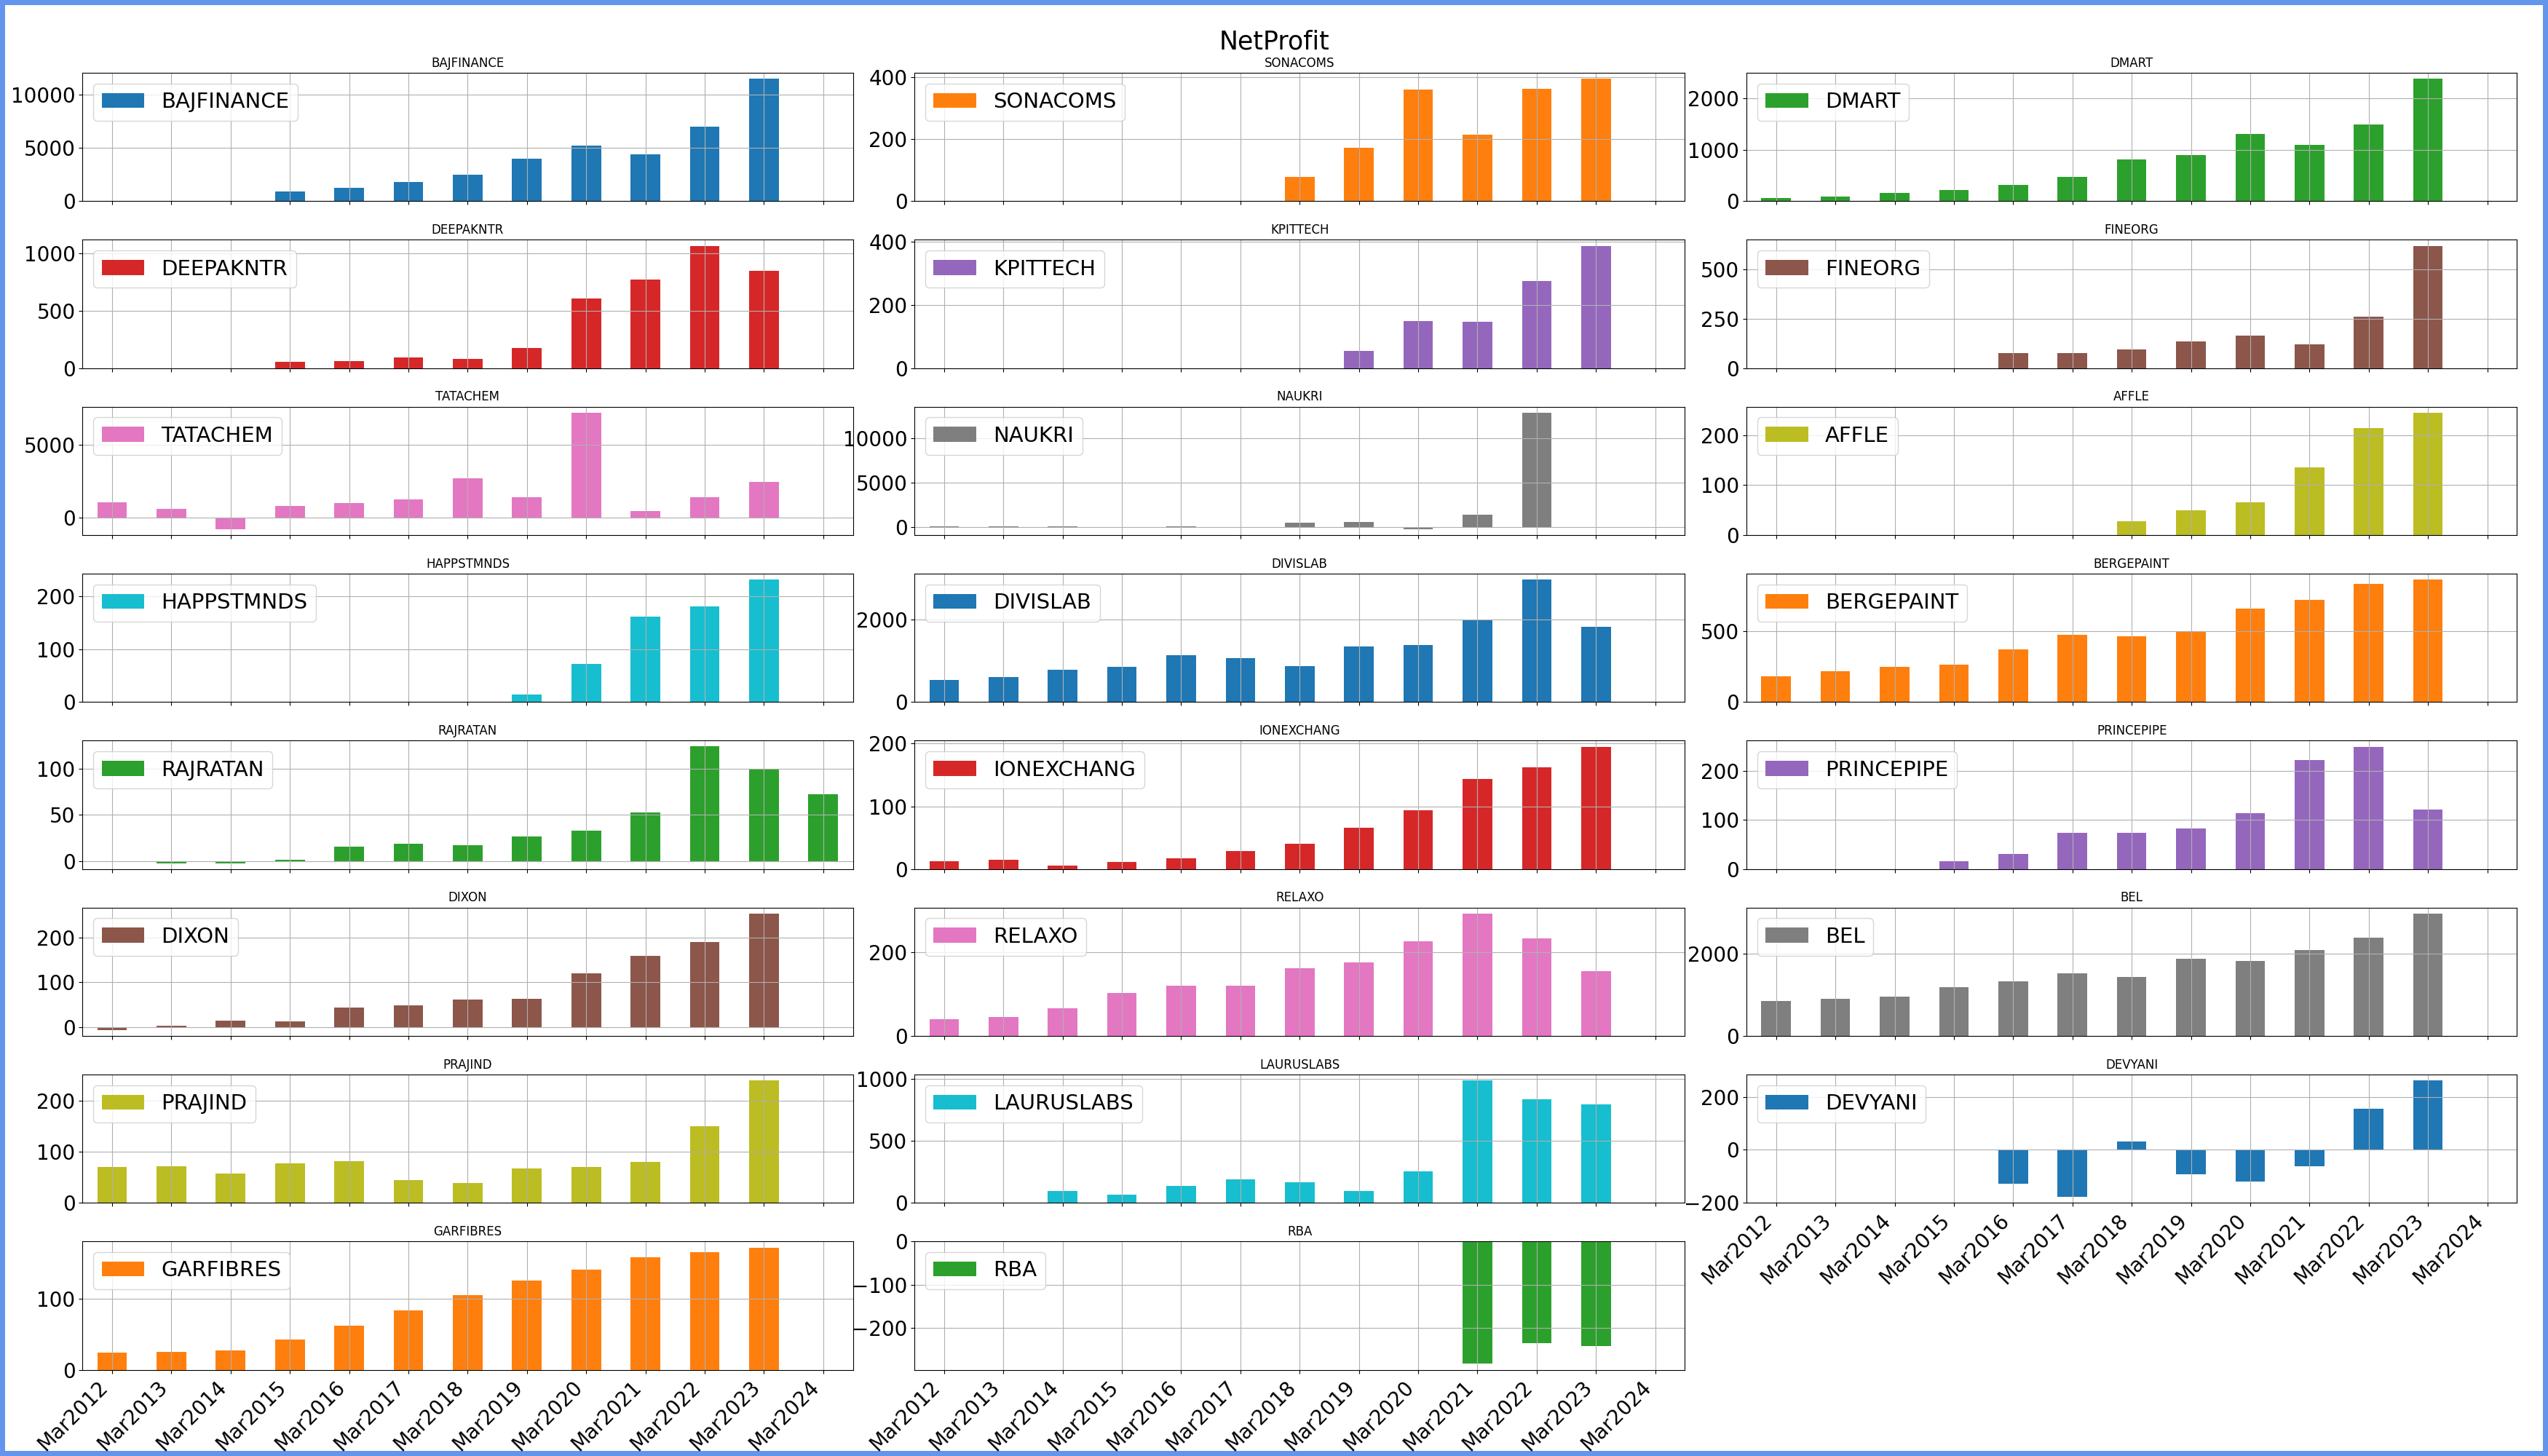 NetProfit
BAJFINANCE
10000
5000
0
BAJFINANCE
SONACOMS
400
200
0
SONACOMS
DMART
2000
1000
0
DMART
DEEPAKNTR
1000
500
0
DEEPAKNTR
KPITTECH
400
200
0
KPITTECH
FINEORG
500
250
0
FINEORG
TATACHEM
5000
0
TATACHEM
NAUKRI
10000
5000
0
NAUKRI
AFFLE
200
100
0
AFFLE
HAPPSTMNDS
200
100
0
HAPPSTMNDS
DIVISLAB
2000
0
DIVISLAB
BERGEPAINT
500
0
BERGEPAINT
RAJRATAN
100
50
0
RAJRATAN
IONEXCHANG
200
100
0
IONEXCHANG
PRINCEPIPE
200
100
0
PRINCEPIPE
DIXON
200
100
0
DIXON
RELAXO
200
0
RELAXO
BEL
2000
0
BEL
PRAJIND
200
100
0
PRAJIND
LAURUSLABS
1000
500
0
LAURUSLABS
DEVYANI
200
0
−200
DEVYANI
Mar2012
Mar2013
Mar2014
Mar2015
Mar2016
Mar2017
Mar2018
Mar2019
Mar2020
Mar2021
Mar2022
Mar2023
Mar2024
GARFIBRES
100
0
GARFIBRES
Mar2012
Mar2013
Mar2014
Mar2015
Mar2016
Mar2017
Mar2018
Mar2019
Mar2020
Mar2021
Mar2022
Mar2023
Mar2024
RBA
0
−100
−200
RBA
Mar2012
Mar2013
Mar2014
Mar2015
Mar2016
Mar2017
Mar2018
Mar2019
Mar2020
Mar2021
Mar2022
Mar2023
Mar2024